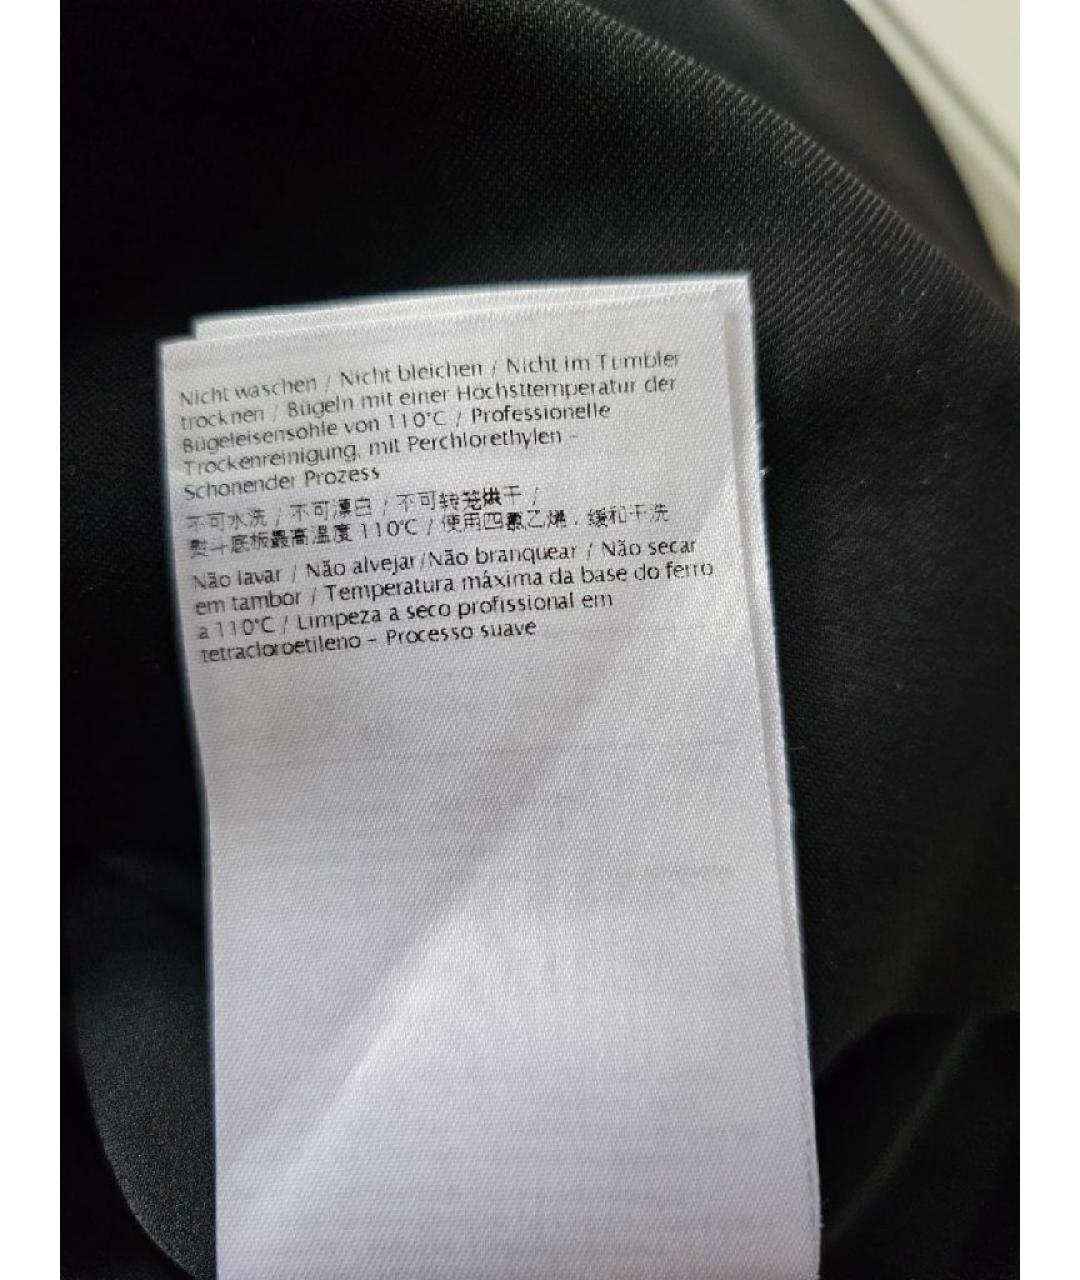 Nicht waschen / Nicht bleichen / Nicht im Tumbler
trocknen / Bügeln mit einer Höchsttemperatur der
Bügeleisensohle von 110°C / Professionelle
Trockenreinigung, mit Perchlorethylen -
Schonender Prozess
不可水洗 / 不可漂白 / 不可转笼烘干 /
熨斗底板最高温度 110℃ / 使用四氯乙烯，缓和干洗
Não lavar / Não alvejar/Não branquear / Não secar
em tambor / Temperatura máxima da base do ferro
a 110°C / Limpeza a seco profissional em
tetracloroetileno – Processo suave